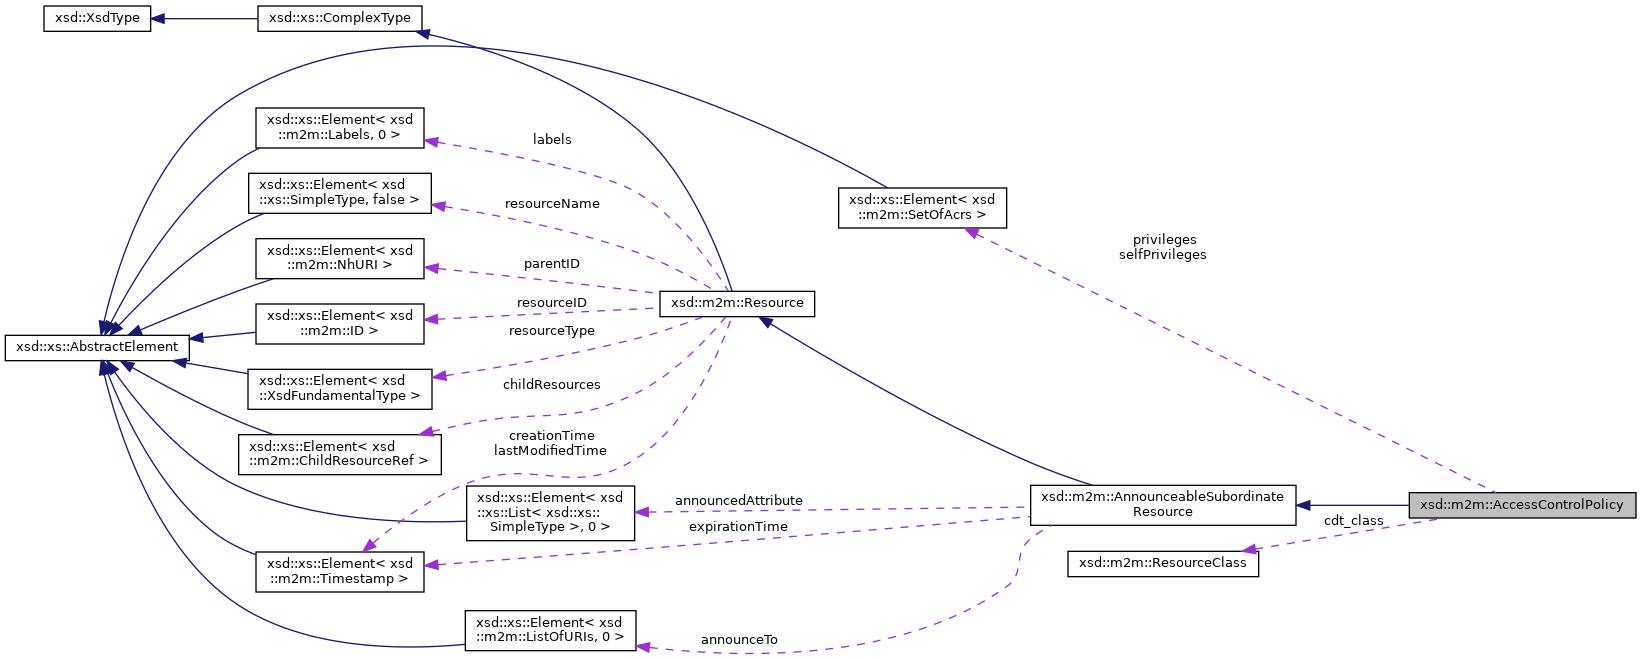 xsd::XsdType
xsd::xs::ComplexType
xsd::xs::Element< xsd
::m2m::Labels, 0 >
labels
xsd::xs::Element< xsd
::xs::SimpleType, false >
resourceName
xsd::xs::Element< xsd
::m2m::SetOfAcrs >
privileges
selfPrivileges
xsd::xs::Element< xsd
::m2m::NhURI >
parentID
xsd::xs::Element< xsd
::m2m::ID >
resourceID
xsd::m2m::Resource
resourceType
xsd::xs::AbstractElement
xsd::xs::Element< xsd
::XsdFundamentalType >
childResources
xsd::xs::Element< xsd
::m2m::ChildResourceRef >
creationTime
lastModifiedTime
xsd::xs::Element< xsd
::xs::List< xsd::xs::
SimpleType >, 0 >
announcedAttribute
expirationTime
xsd::m2m::AnnounceableSubordinate
Resource
xsd::m2m::AccessControlPolicy
cdt_class
xsd::m2m::ResourceClass
xsd::xs::Element< xsd
::m2m::Timestamp >
xsd::xs::Element< xsd
::m2m::ListOfURIs, 0 >
announceTo